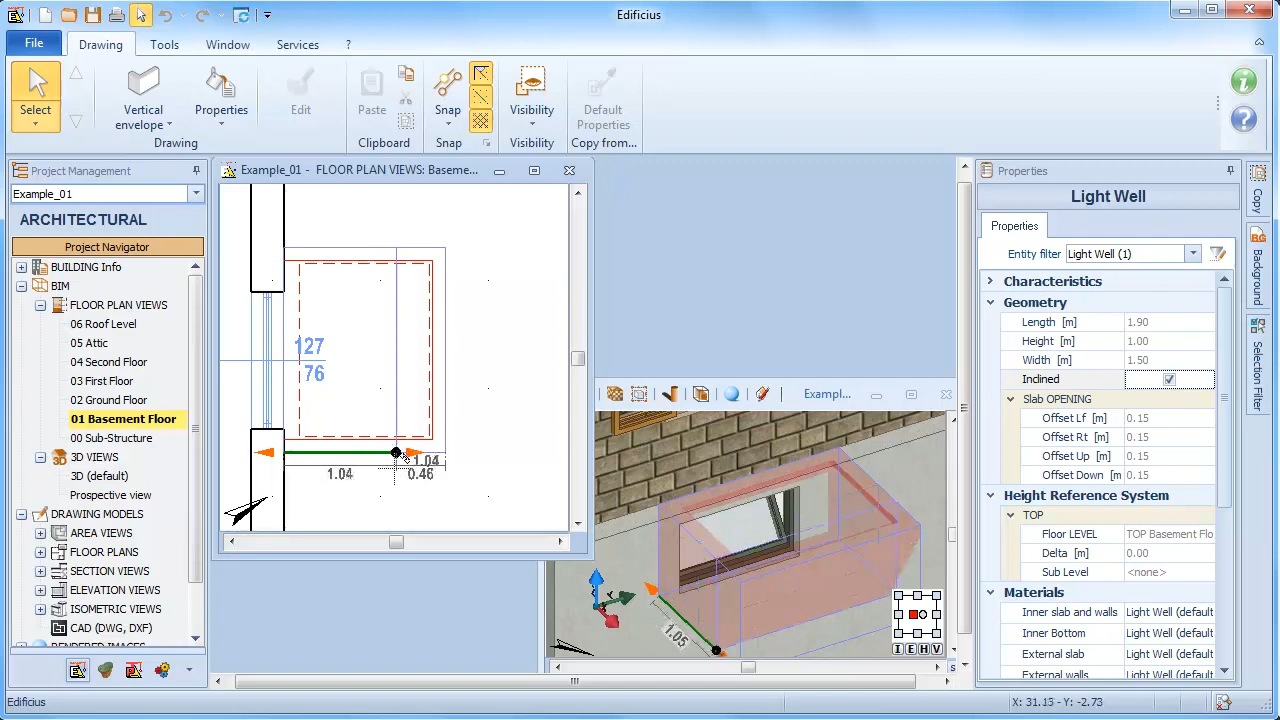 Edificius
File
Drawing
Tools
Window
Services
?
Select
Vertical envelope
Properties
Edit
Paste
Snap
Visibility
Default Properties
Drawing
Clipboard
Snap
Visibility
Copy from...
Project Management
Example_01
ARCHITECTURAL
Project Navigator
BUILDING Info
BIM
FLOOR PLAN VIEWS
06 Roof Level
05 Attic
04 Second Floor
03 First Floor
02 Ground Floor
01 Basement Floor
00 Sub-Structure
3D VIEWS
3D (default)
Prospective view
DRAWING MODELS
AREA VIEWS
FLOOR PLANS
SECTION VIEWS
ELEVATION VIEWS
ISOMETRIC VIEWS
CAD (DWG, DXF)
Example_01 - FLOOR PLAN VIEWS: Baseme...
127
76
1.04
1.04
0.46
Exampl...
1.05
I E H V
Properties
Light Well
Properties
Entity filter
Light Well (1)
Characteristics
Geometry
Length [m] 1.90
Height [m] 1.00
Width [m] 1.50
Inclined
Slab OPENING
Offset Lf [m] 0.15
Offset Rt [m] 0.15
Offset Up [m] 0.15
Offset Down [m] 0.15
Height Reference System
TOP
Floor LEVEL TOP Basement Flo
Delta [m] 0.00
Sub Level <none>
Materials
Inner slab and walls Light Well (default
Inner Bottom Light Well (default
External slab Light Well (default
External walls Light Well (default
Copy
BG
Background
Selection Filter
Edificius
X: 31.15 - Y: -2.73